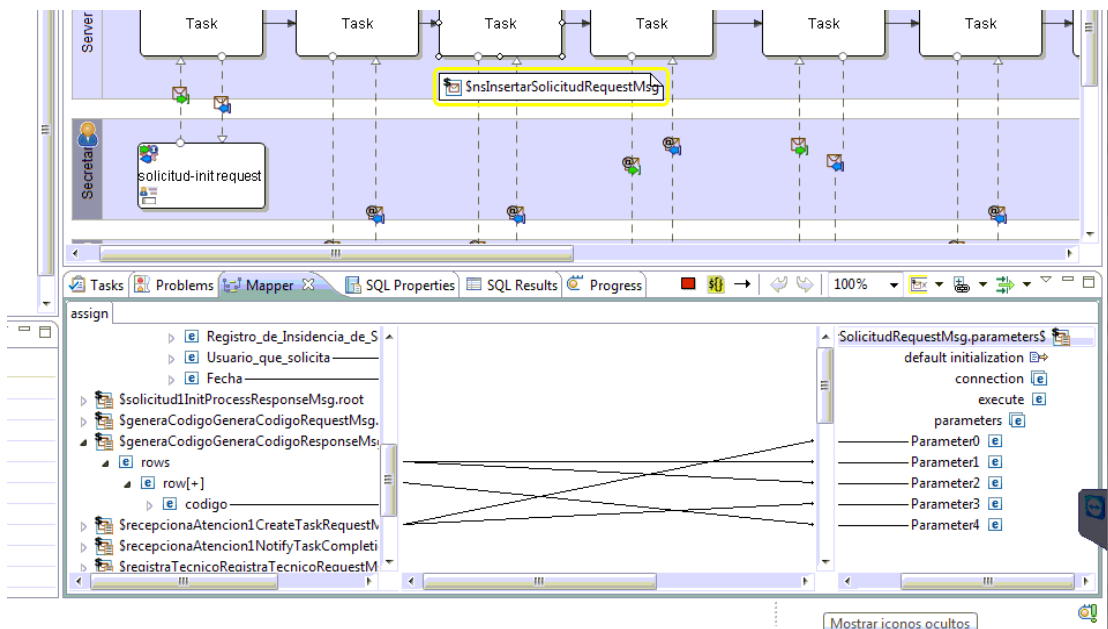 Server
Task
Task
Task
Task
Task
Task
$nsInsertarSolicitudRequestMsg
Secretar
solicitud-init request
Tasks
Problems
Mapper
SQL Properties
SQL Results
Progress
100%
assign
Registro_de_Insidencia_de_S
Usuario_que_solicita
Fecha
$solicitud1InitProcessResponseMsg.root
$generaCodigoGeneraCodigoRequestMsg.
$generaCodigoGeneraCodigoResponseMs
rows
row[+]
codigo
$recepcionaAtencion1CreateTaskRequestM
$recepcionaAtencion1NotifyTaskCompleti
$registraTecnicoRegistraTecnicoRequestM
SolicitudRequestMsg.parameters$
default initialization
connection
execute
parameters
Parameter0
Parameter1
Parameter2
Parameter3
Parameter4
Mostrar iconos ocultos